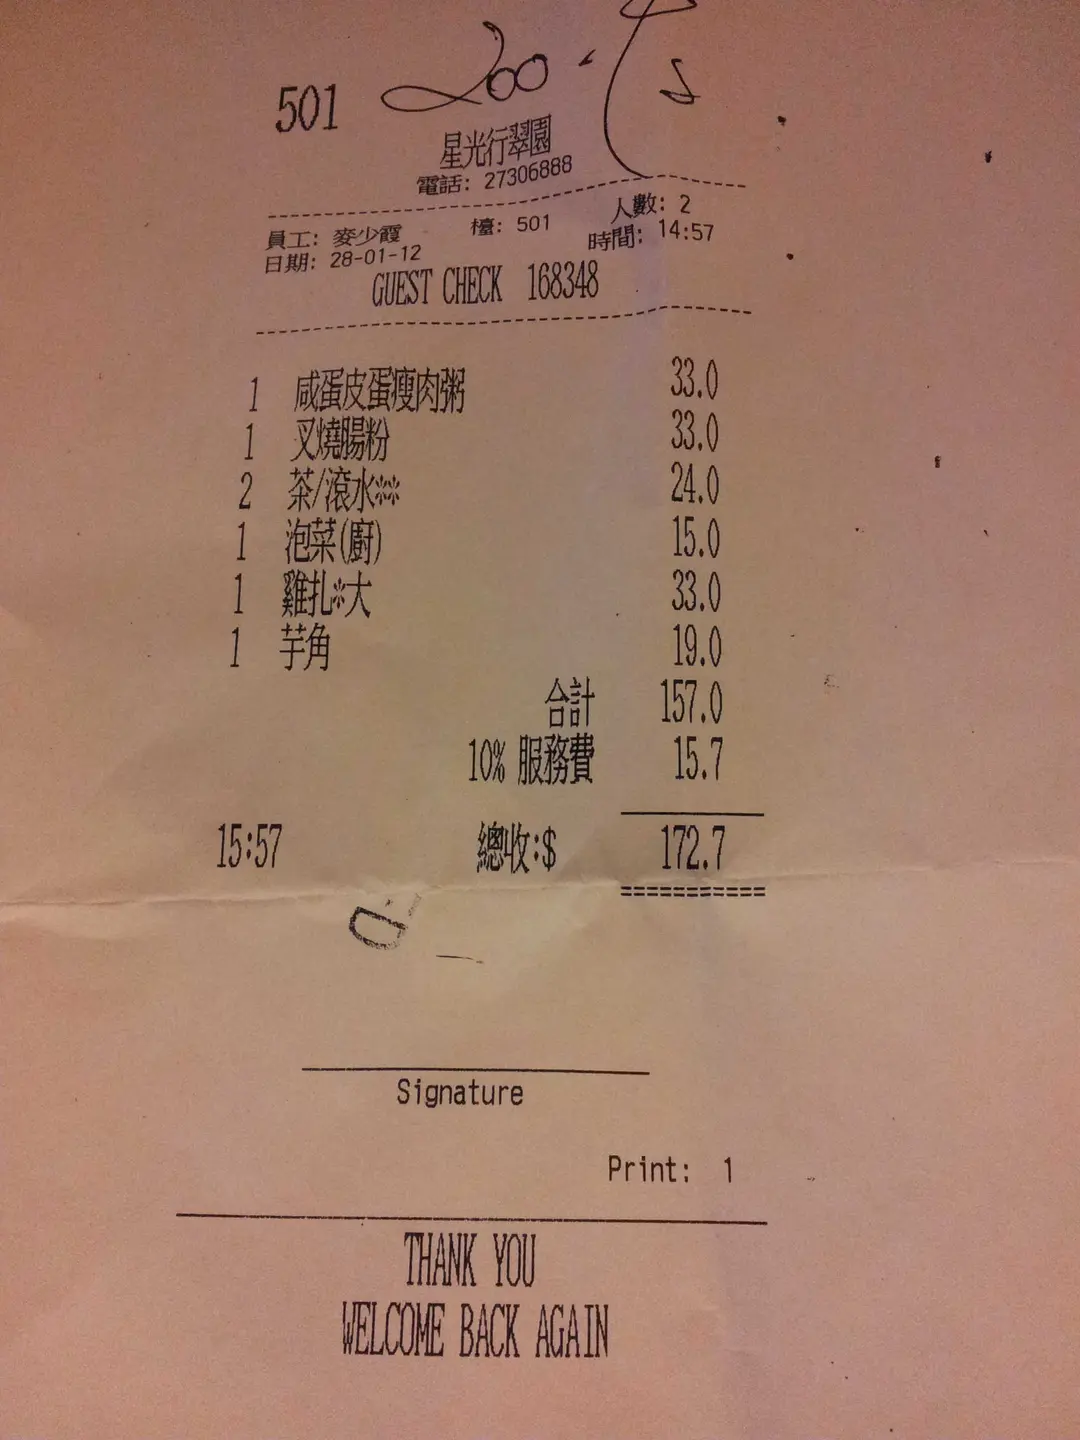 501 200.-
星光行翠園
電話: 27306888
員工: 麥少霞 檯: 501 人數: 2
日期: 28-01-12 時間: 14:57
GUEST CHECK 168348
1 咸蛋皮蛋瘦肉粥 33.0
1 叉燒腸粉 33.0
2 茶/滾水** 24.0
1 泡菜(廚) 15.0
1 雞扎*大 33.0
1 芋角 19.0
合計 157.0
10% 服務費 15.7
15:57 總收:$ 172.7
Signature
Print: 1
THANK YOU
WELCOME BACK AGAIN